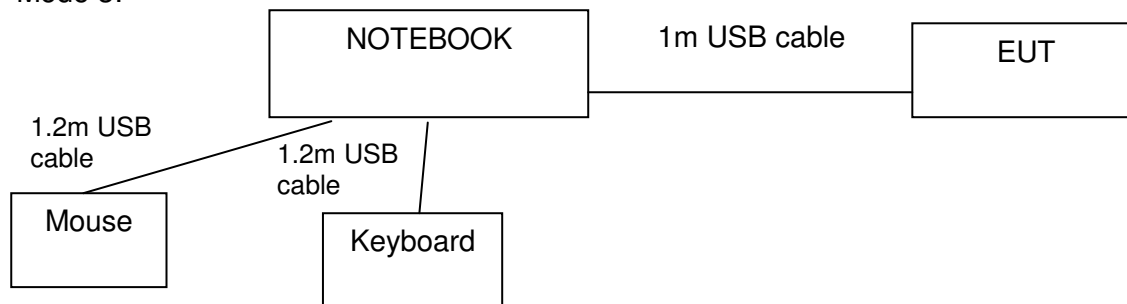 NOTEBOOK
1m USB cable
EUT
1.2m USB
cable
1.2m USB
cable
Mouse
Keyboard